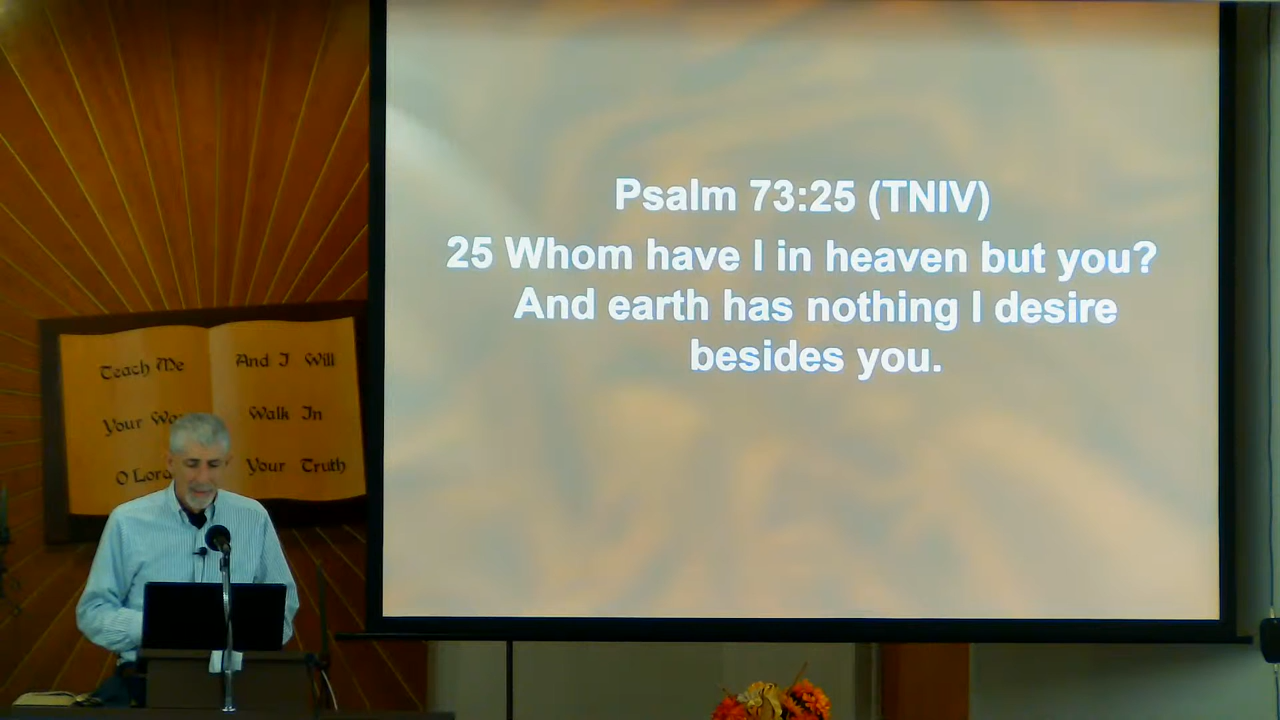 Psalm 73:25 (TNIV)
25 Whom have I in heaven but you?
And earth has nothing I desire
besides you.
Teach Me
Your
O Lord
And I Will
Walk In
Your Truth